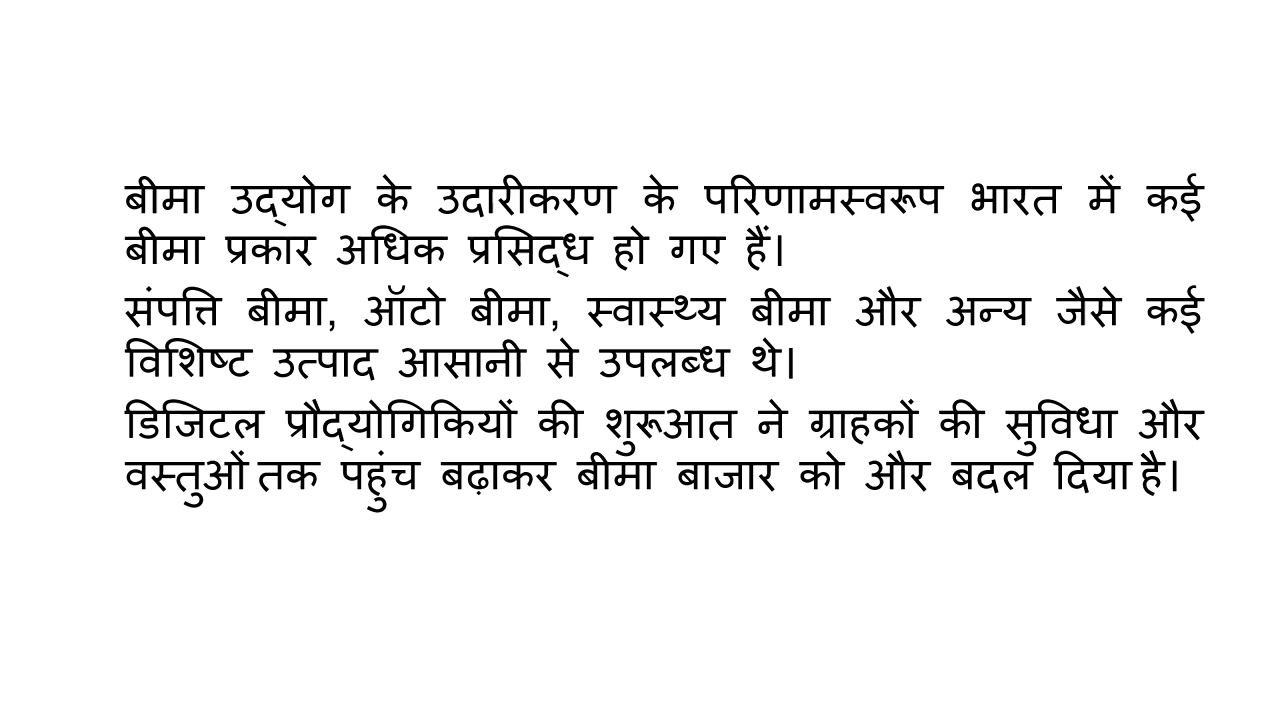 बीमा उद्योग के उदारीकरण के परिणामस्वरूप भारत में कई
बीमा प्रकार अधिक प्रसिद्ध हो गए हैं।
संपत्ति बीमा, ऑटो बीमा, स्वास्थ्य बीमा और अन्य जैसे कई
विशिष्ट उत्पाद आसानी से उपलब्ध थे।
डिजिटल प्रौद्योगिकियों की शुरूआत ने ग्राहकों की सुविधा और
वस्तुओं तक पहुंच बढ़ाकर बीमा बाजार को और बदल दिया है।